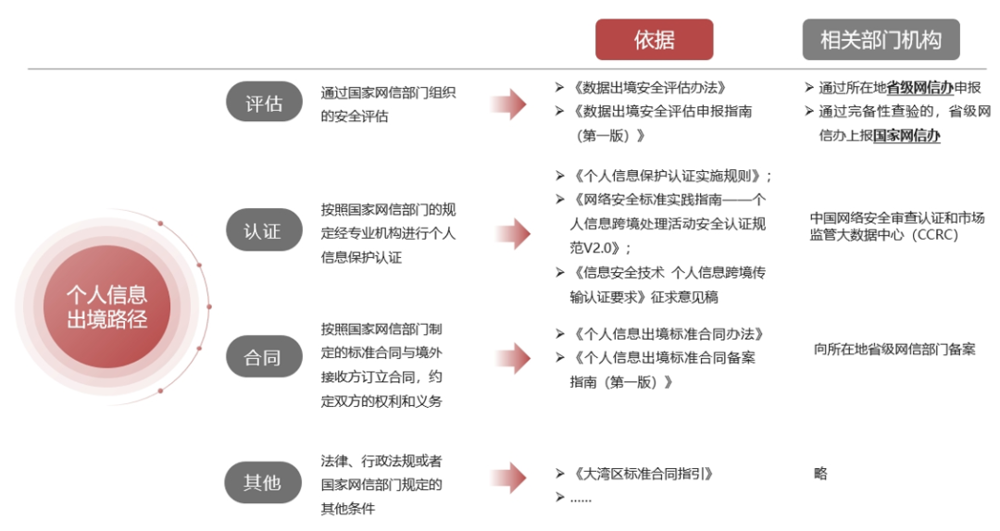 依据
相关部门机构
个人信息
出境路径
评估
通过国家网信部门组织
的安全评估
➢ 《数据出境安全评估办法》
➢ 《数据出境安全评估申报指南
（第一版）》
➢ 通过所在地省级网信办申报
➢ 通过完备性查验的，省级网
信办上报国家网信办
认证
按照国家网信部门的规
定经专业机构进行个人
信息保护认证
➢ 《个人信息保护认证实施规则》；
➢ 《网络安全标准实践指南——个
人信息跨境处理活动安全认证规
范V2.0》；
➢ 《信息安全技术 个人信息跨境传
输认证要求》征求意见稿
中国网络安全审查认证和市场
监管大数据中心（CCRC）
合同
按照国家网信部门制
定的标准合同与境外
接收方订立合同，约
定双方的权利和义务
➢ 《个人信息出境标准合同办法》
➢ 《个人信息出境标准合同备案
指南（第一版）》
向所在地省级网信部门备案
其他
法律、行政法规或者
国家网信部门规定的
其他条件
➢ 《大湾区标准合同指引》
➢ ......
略